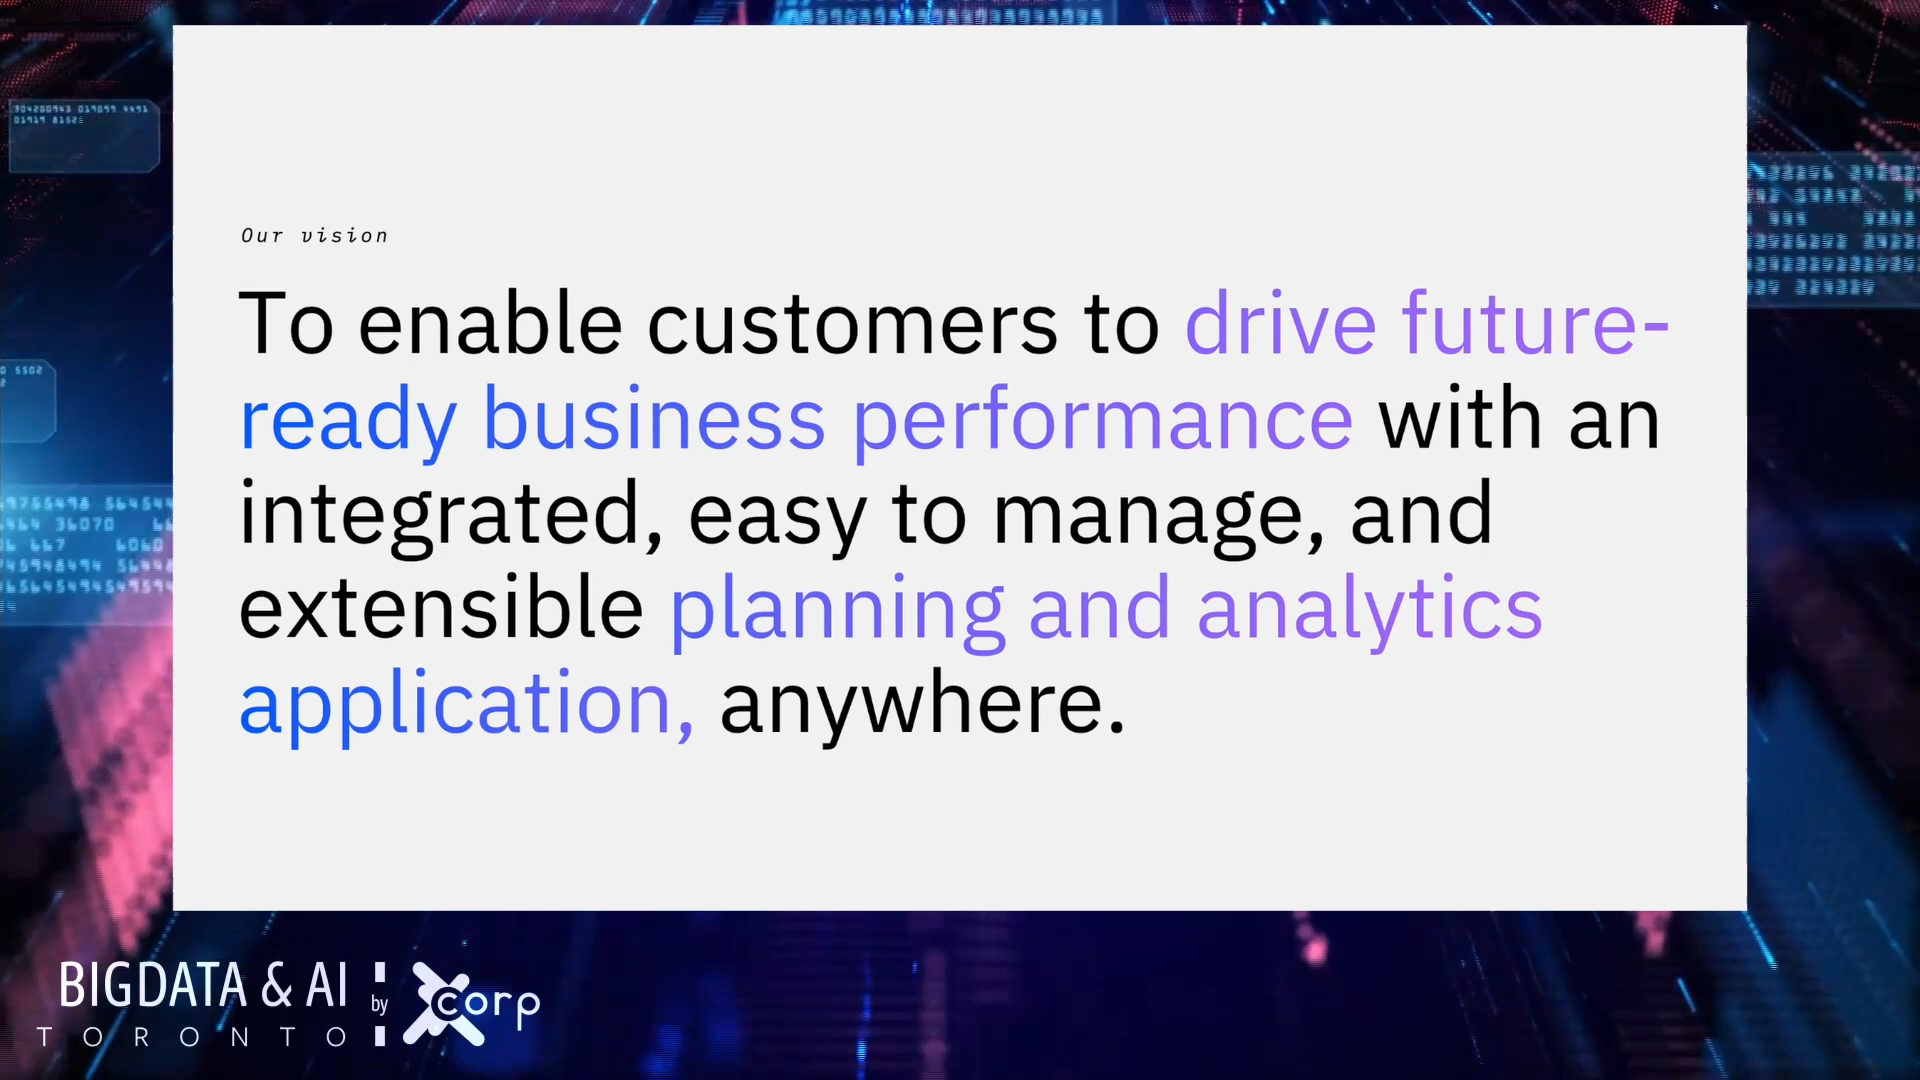 Our vision
To enable customers to drive future-
ready business performance with an
integrated, easy to manage, and
extensible planning and analytics
application, anywhere.
BIGDATA & AI
TORONTO
by
corp